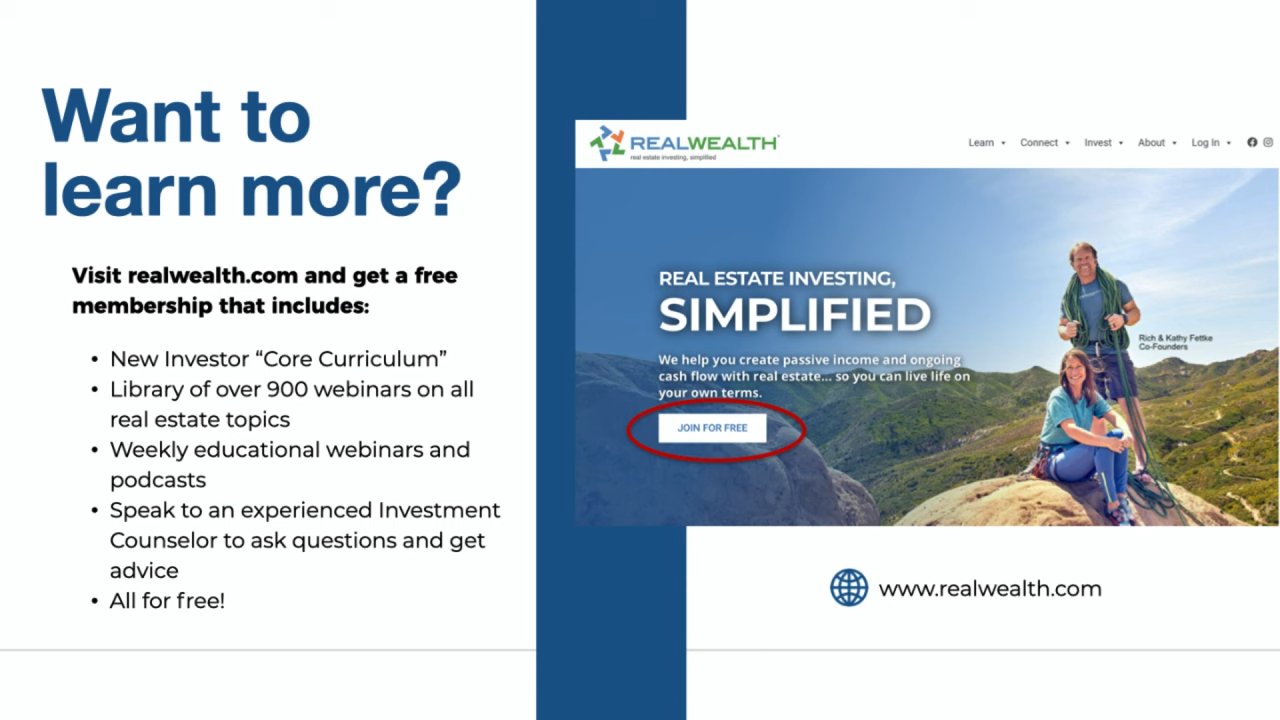 Want to
learn more?
Visit realwealth.com and get a free
membership that includes:
• New Investor “Core Curriculum”
• Library of over 900 webinars on all
real estate topics
• Weekly educational webinars and
podcasts
• Speak to an experienced Investment
Counselor to ask questions and get
advice
• All for free!
REALWEALTH
real estate investing, simplified
Learn Connect Invest About Log In
REAL ESTATE INVESTING,
SIMPLIFIED
We help you create passive income and ongoing
cash flow with real estate... so you can live life on
your own terms.
JOIN FOR FREE
Rich & Kathy Fettke
Co-Founders
www.realwealth.com